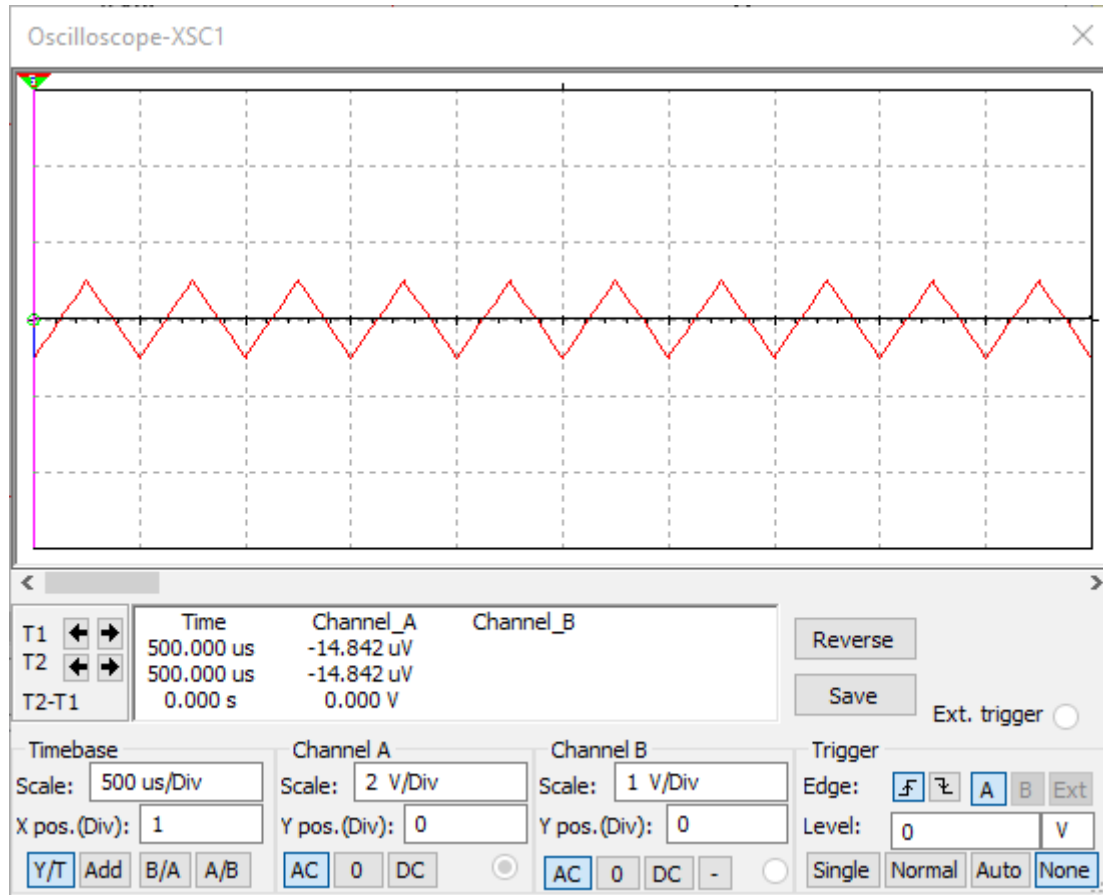 Oscilloscope-XSC1
Time Channel_A Channel_B
T1 500.000 us -14.842 uV
T2 500.000 us -14.842 uV
T2-T1 0.000 s 0.000 V
Reverse
Save
Ext. trigger
Timebase
Scale: 500 us/Div
X pos.(Div): 1
Y/T Add B/A A/B
Channel A
Scale: 2 V/Div
Y pos.(Div): 0
AC 0 DC
Channel B
Scale: 1 V/Div
Y pos.(Div): 0
AC 0 DC -
Trigger
Edge: A B Ext
Level: 0 V
Single Normal Auto None